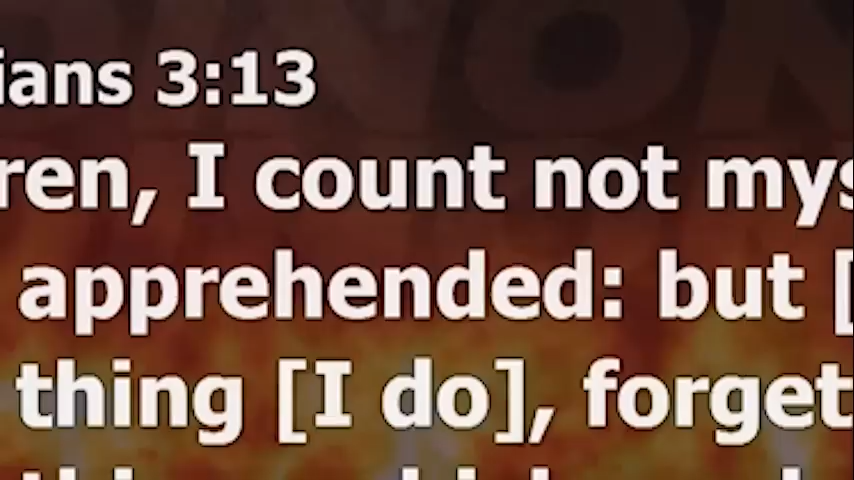 ians 3:13
ren, I count not mys
apprehended: but [
thing [I do], forget